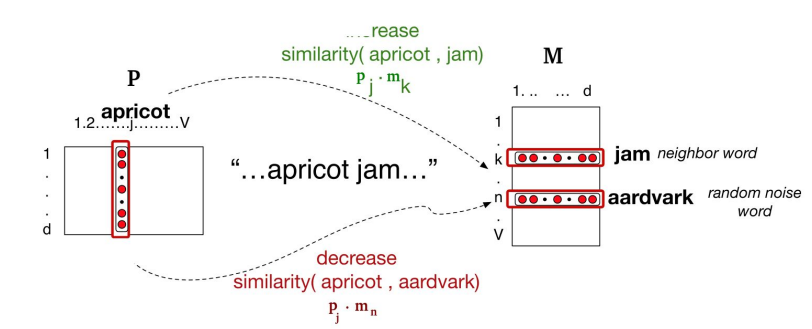 rease
similarity( apricot , jam)
p j · m k
P
M
apricot
1.2.......j.........V
1. .. ... d
1
.
.
.
d
“...apricot jam...”
1
.
k
.
n
.
V
jam neighbor word
aardvark random noise
word
decrease
similarity( apricot , aardvark)
p j · m n